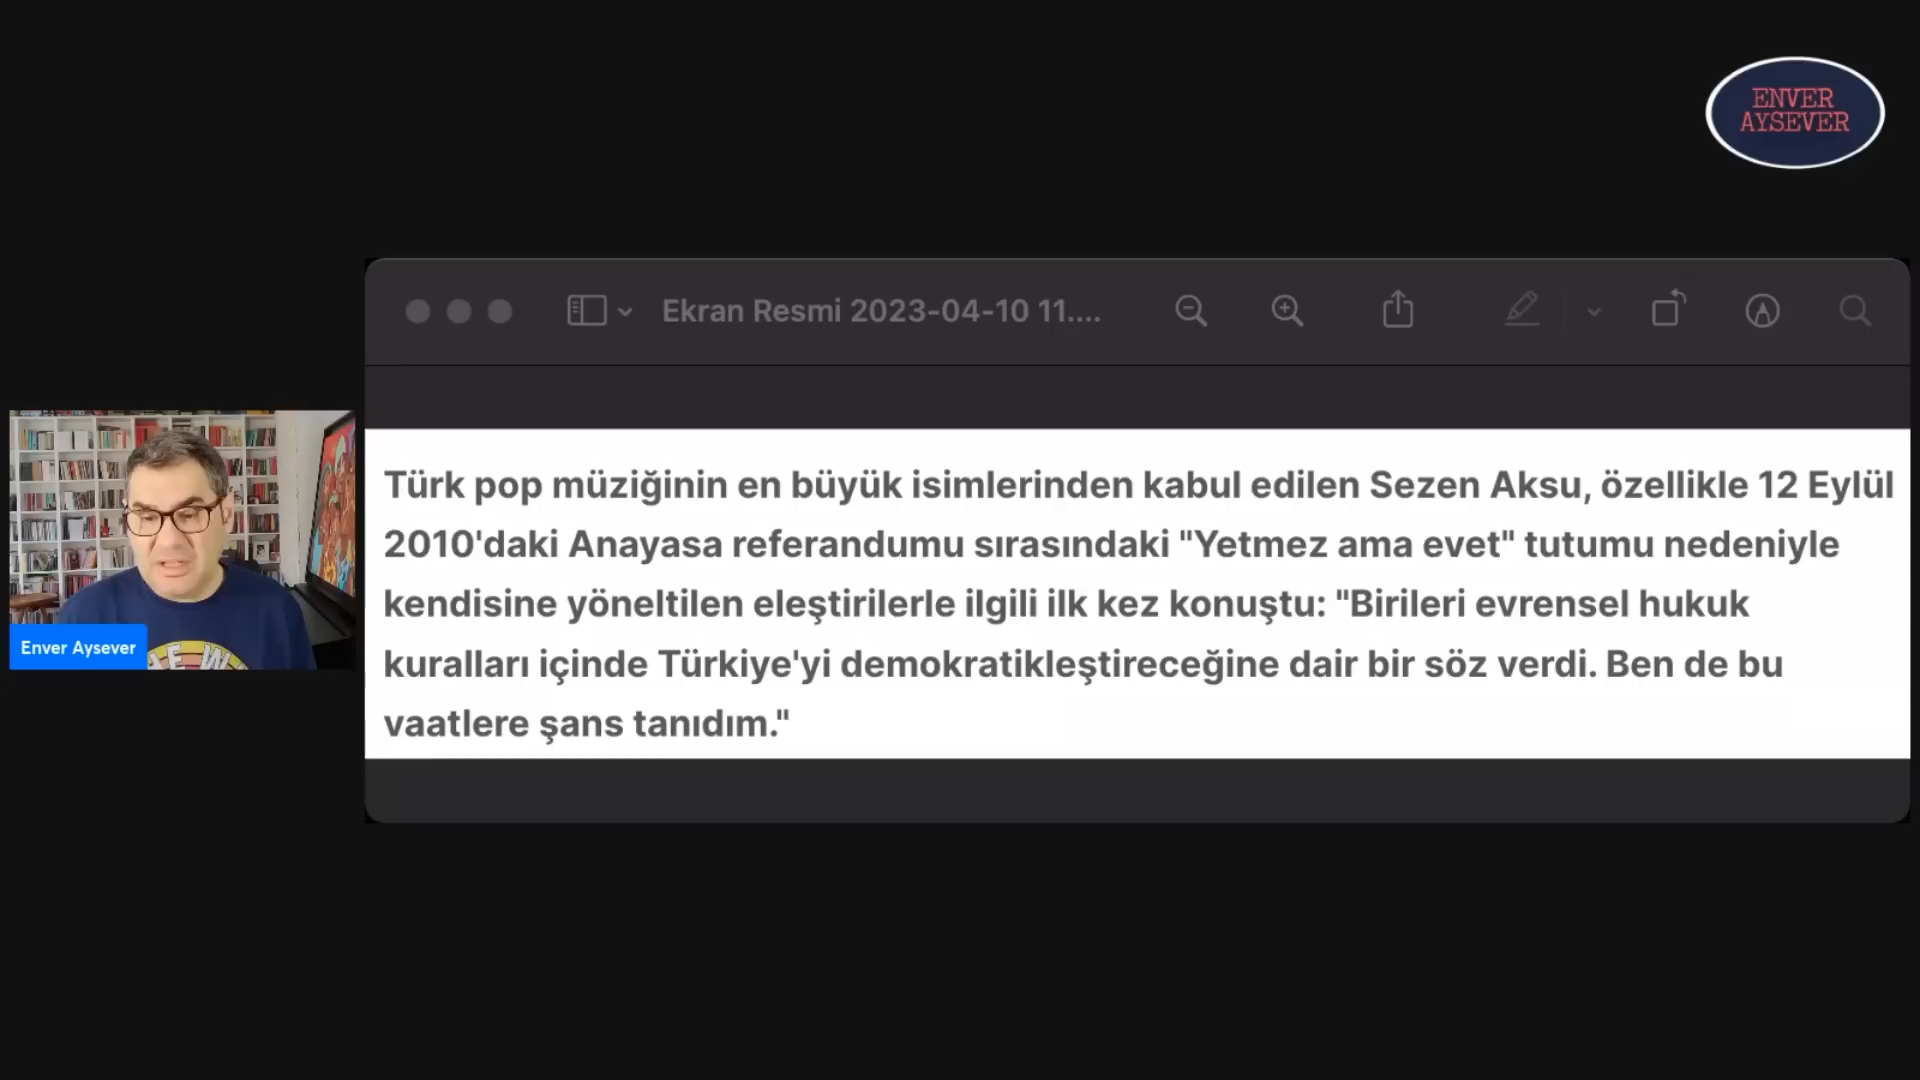 ENVER
AYSEVER
Ekran Resmi 2023-04-10 11....
Türk pop müziğinin en büyük isimlerinden kabul edilen Sezen Aksu, özellikle 12 Eylül
2010'daki Anayasa referandumu sırasındaki "Yetmez ama evet" tutumu nedeniyle
kendisine yöneltilen eleştirilerle ilgili ilk kez konuştu: "Birileri evrensel hukuk
kuralları içinde Türkiye'yi demokratikleştireceğine dair bir söz verdi. Ben de bu
vaatlere şans tanıdım."
Enver Aysever